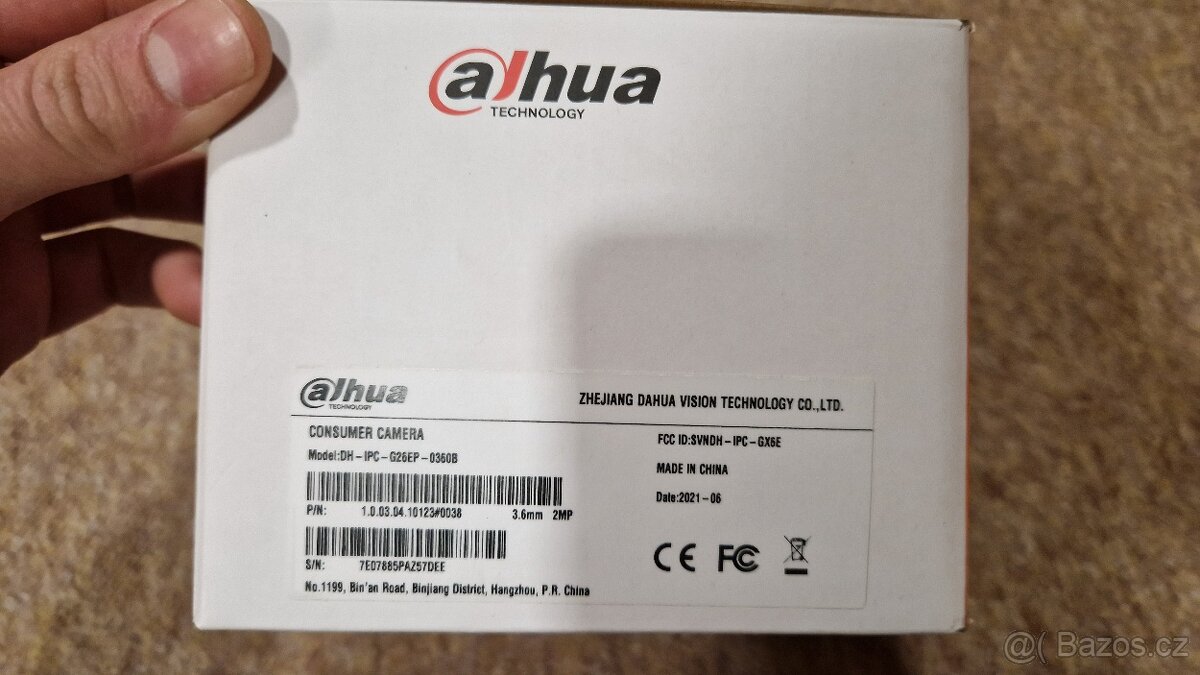 alhua
TECHNOLOGY
alhua
TECHNOLOGY
ZHEJIANG DAHUA VISION TECHNOLOGY CO.,LTD.
CONSUMER CAMERA
Model:DH-IPC-G26EP-0360B
P/N: 1.0.03.04.10123#0038 3.6mm 2MP
S/N: 7E07885PAZ57DEE
No.1199, Bin'an Road, Binjiang District, Hangzhou, P.R. China
FCC ID:SVNDH-IPC-GX6E
MADE IN CHINA
Date:2021-06
CE FC
@( Bazos.cz